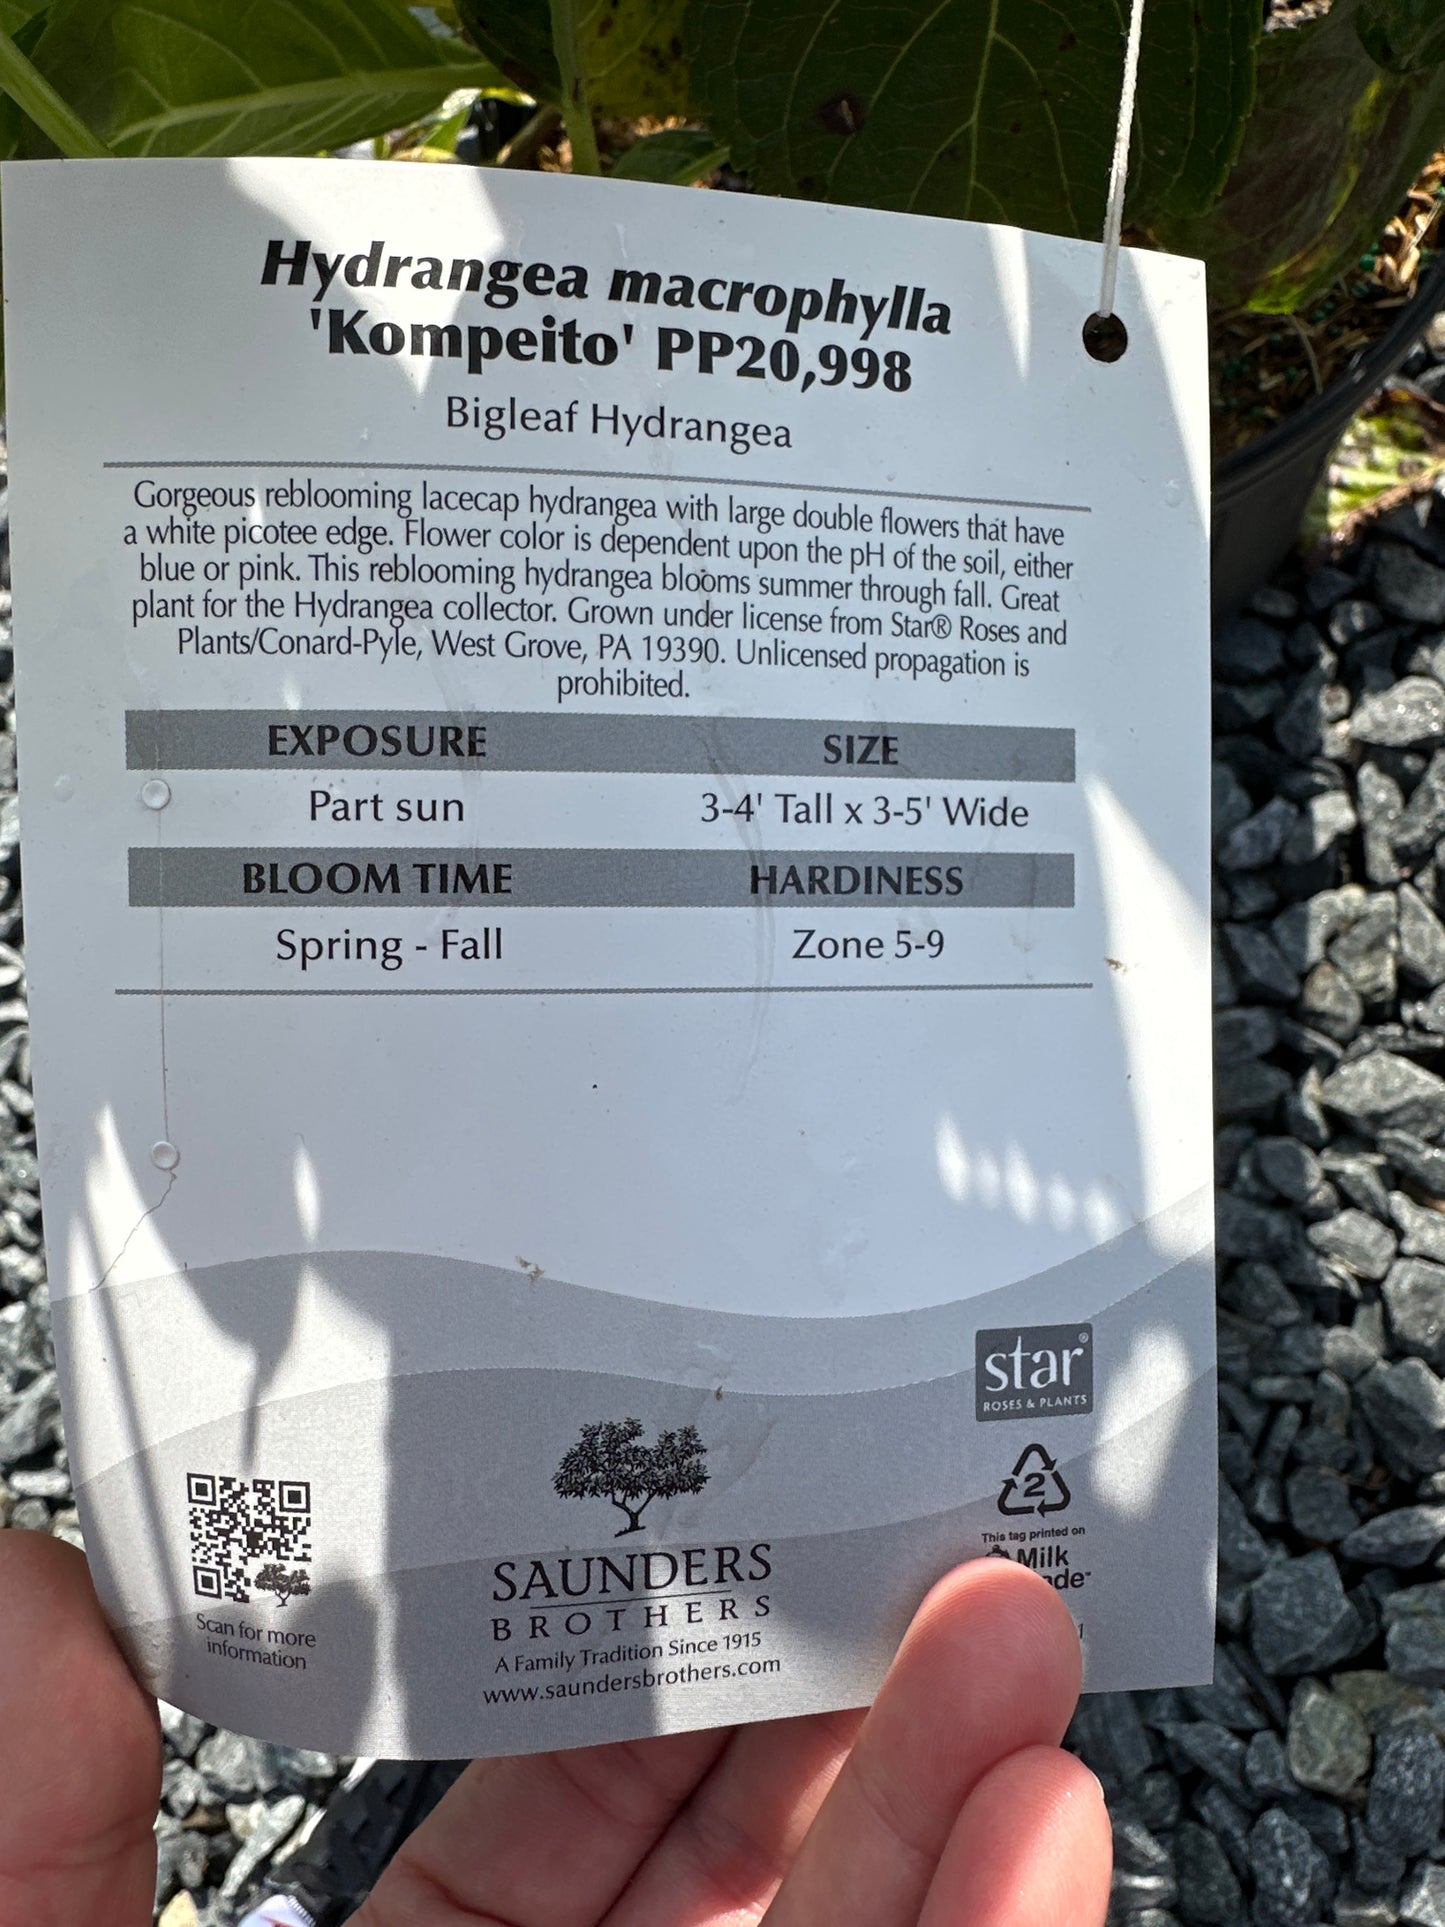 Hydrangea macrophylla
'Kompeito' PP20,998
Bigleaf Hydrangea
Gorgeous reblooming lacecap hydrangea with large double flowers that have
a white picotee edge. Flower color is dependent upon the pH of the soil, either
blue or pink. This reblooming hydrangea blooms summer through fall. Great
plant for the Hydrangea collector. Grown under license from Star® Roses and
Plants/Conard-Pyle, West Grove, PA 19390. Unlicensed propagation is
prohibited.
EXPOSURE SIZE
Part sun 3-4' Tall x 3-5' Wide
BLOOM TIME HARDINESS
Spring - Fall Zone 5-9
star®
ROSES & PLANTS
2
This tag printed on
Milk
Scan for more
information
SAUNDERS
BROTHERS
A Family Tradition Since 1915
www.saundersbrothers.com